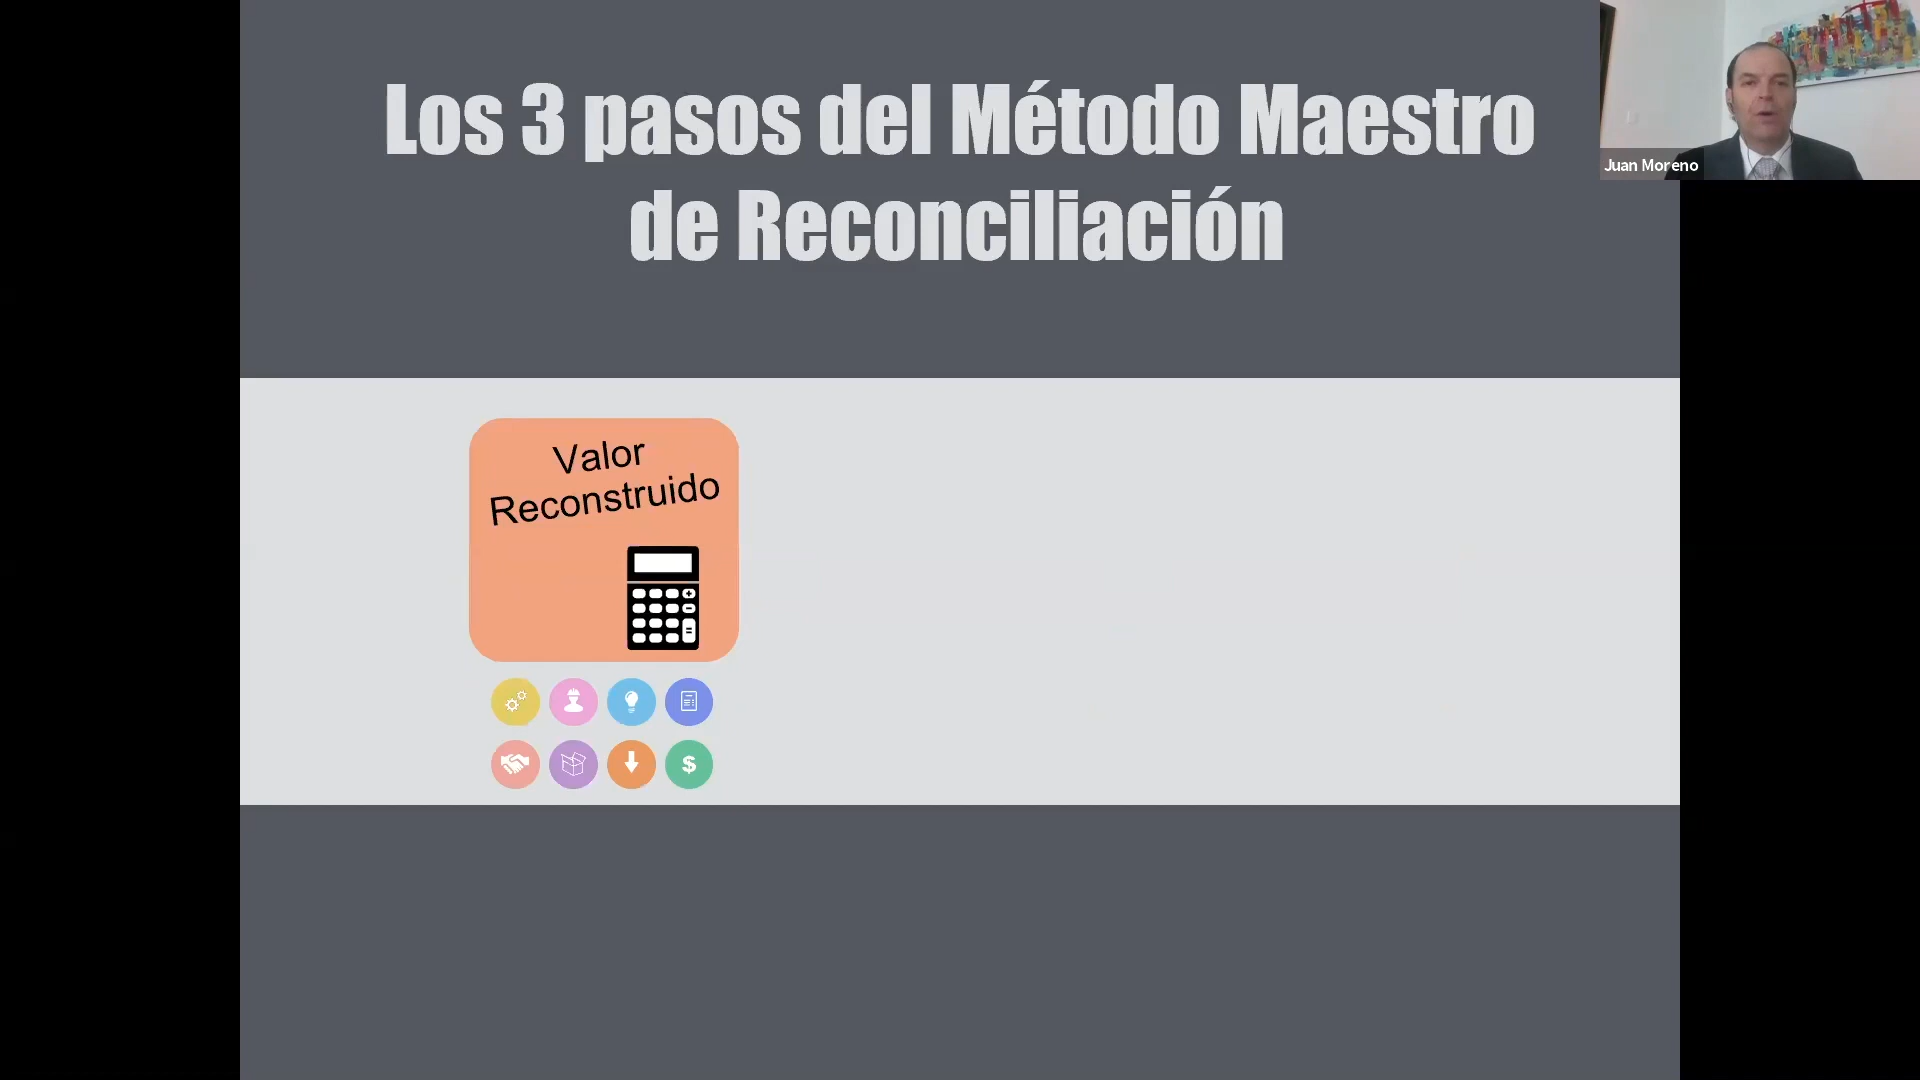 Los 3 pasos del Método Maestro
de Reconciliación
Juan Moreno
Valor
Reconstruido
$